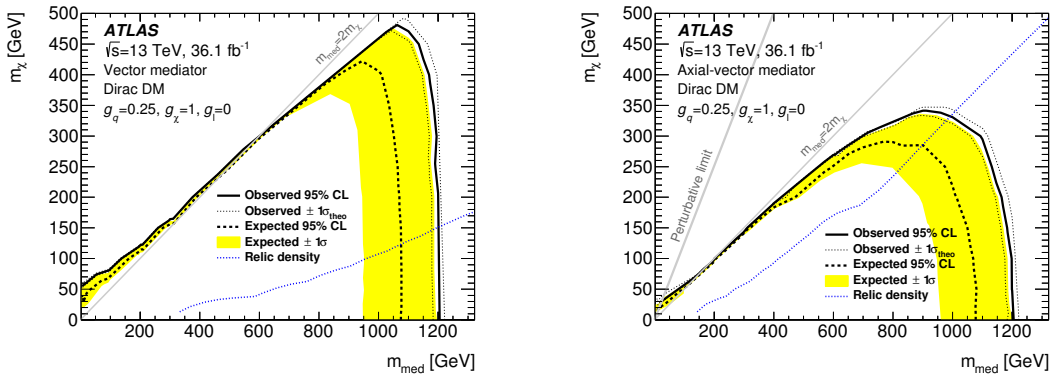 ATLAS
√s=13 TeV, 36.1 fb⁻¹
Vector mediator
Dirac DM
g_q=0.25, g_χ=1, g_l=0
m_med=2m_χ
Observed 95% CL
Observed ± 1σ_theo
Expected 95% CL
Expected ± 1σ
Relic density
m_χ [GeV]
500
450
400
350
300
250
200
150
100
50
0
200 400 600 800 1000 1200
m_med [GeV]
ATLAS
√s=13 TeV, 36.1 fb⁻¹
Axial-vector mediator
Dirac DM
g_q=0.25, g_χ=1, g_l=0
Perturbative limit
m_med=2m_χ
Observed 95% CL
Observed ± 1σ_theo
Expected 95% CL
Expected ± 1σ
Relic density
m_χ [GeV]
500
450
400
350
300
250
200
150
100
50
0
0 200 400 600 800 1000 1200
m_med [GeV]